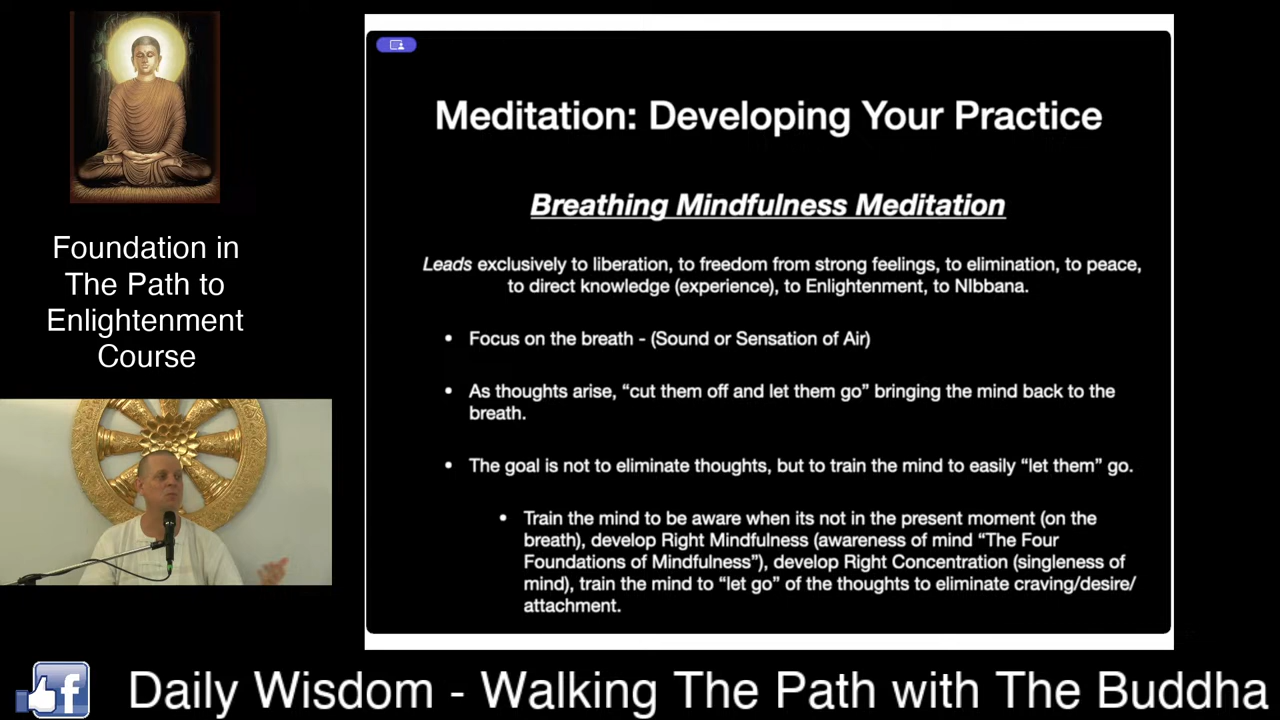 Foundation in
The Path to
Enlightenment
Course
Meditation: Developing Your Practice
Breathing Mindfulness Meditation
Leads exclusively to liberation, to freedom from strong feelings, to elimination, to peace,
to direct knowledge (experience), to Enlightenment, to NIbbana.
• Focus on the breath - (Sound or Sensation of Air)
• As thoughts arise, “cut them off and let them go” bringing the mind back to the
breath.
• The goal is not to eliminate thoughts, but to train the mind to easily “let them” go.
• Train the mind to be aware when its not in the present moment (on the
breath), develop Right Mindfulness (awareness of mind “The Four
Foundations of Mindfulness”), develop Right Concentration (singleness of
mind), train the mind to “let go” of the thoughts to eliminate craving/desire/
attachment.
f
Daily Wisdom - Walking The Path with The Buddha